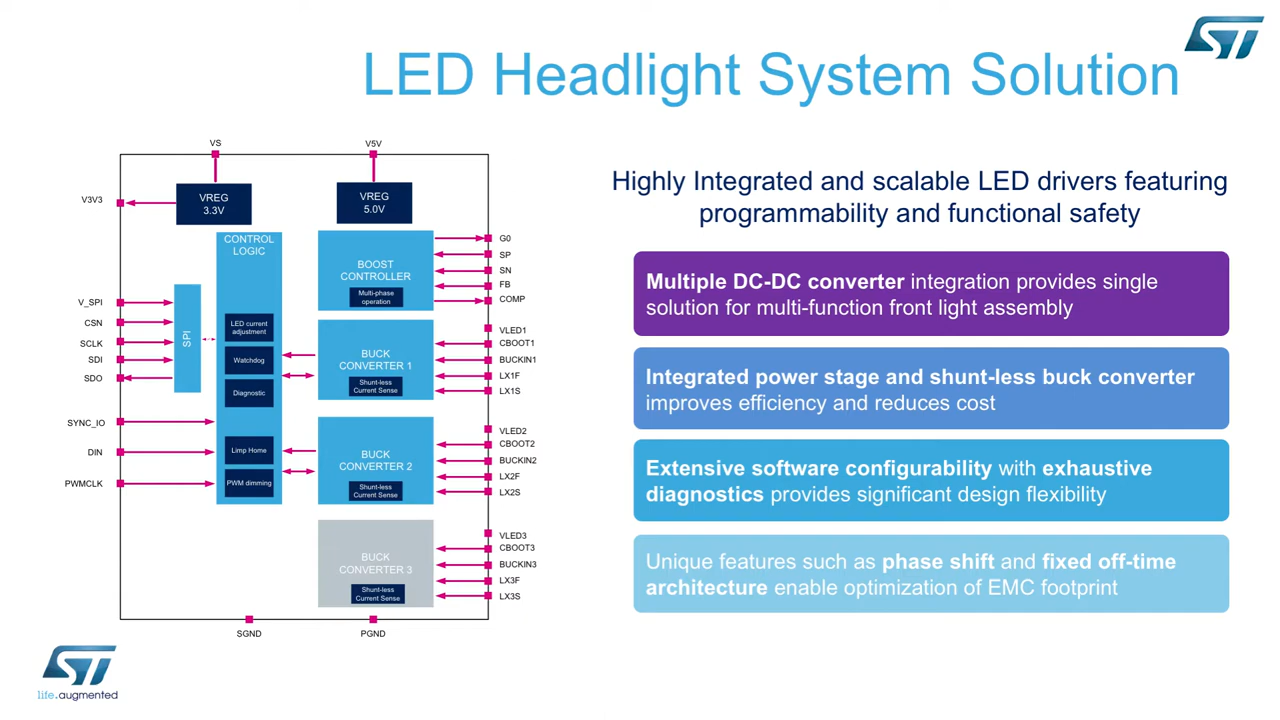 ST
LED Headlight System Solution
VS
V5V
V3V3
VREG
3.3V
VREG
5.0V
CONTROL
LOGIC
LED current
adjustment
Watchdog
Diagnostic
Limp Home
PWM dimming
SPI
V_SPI
CSN
SCLK
SDI
SDO
SYNC_IO
DIN
PWMCLK
BOOST
CONTROLLER
Multi-phase
operation
G0
SP
SN
FB
COMP
BUCK
CONVERTER 1
Shunt-less
Current Sense
VLED1
CBOOT1
BUCKIN1
LX1F
LX1S
BUCK
CONVERTER 2
Shunt-less
Current Sense
VLED2
CBOOT2
BUCKIN2
LX2F
LX2S
BUCK
CONVERTER 3
Shunt-less
Current Sense
VLED3
CBOOT3
BUCKIN3
LX3F
LX3S
SGND
PGND
Highly Integrated and scalable LED drivers featuring
programmability and functional safety
Multiple DC-DC converter integration provides single
solution for multi-function front light assembly
Integrated power stage and shunt-less buck converter
improves efficiency and reduces cost
Extensive software configurability with exhaustive
diagnostics provides significant design flexibility
Unique features such as phase shift and fixed off-time
architecture enable optimization of EMC footprint
ST
life.augmented